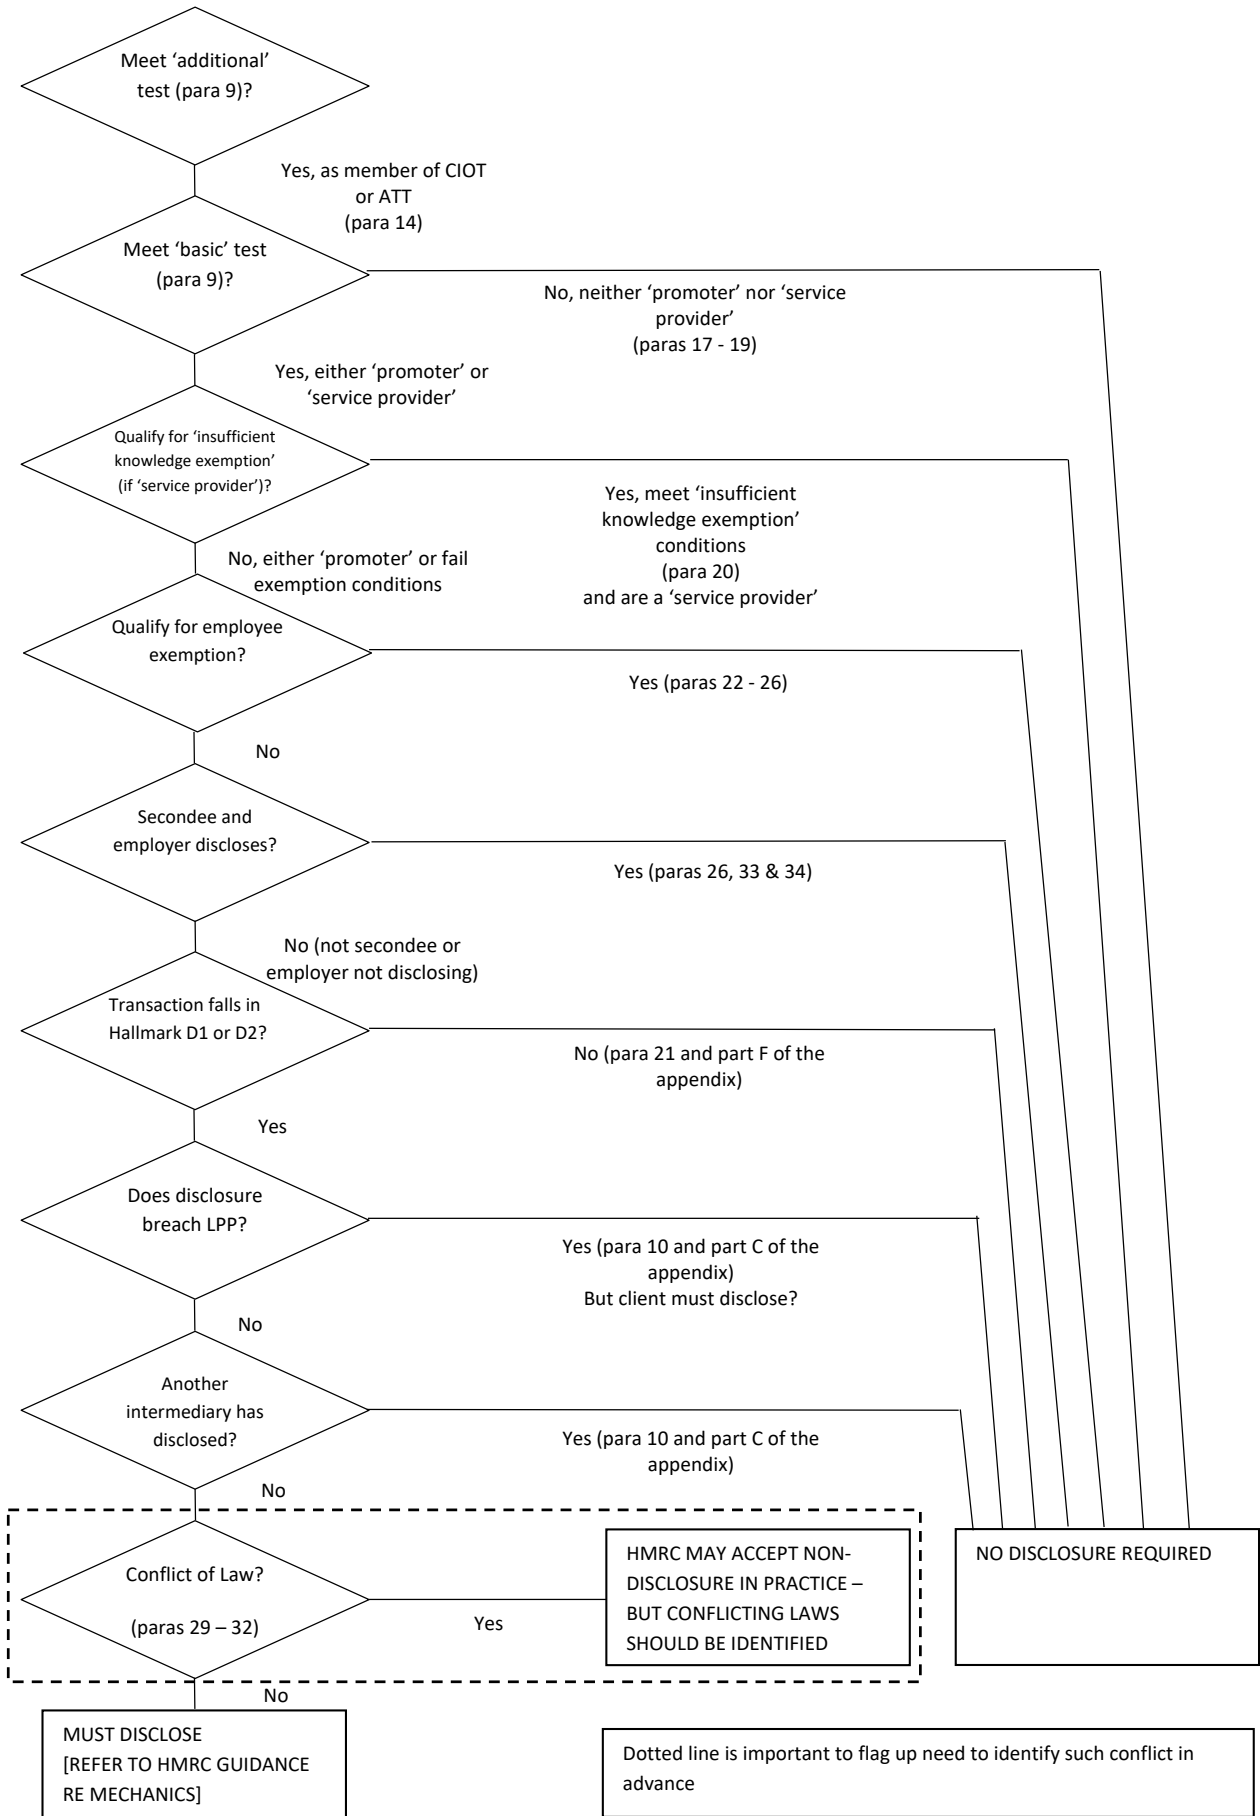 Meet ‘additional’
test (para 9)?
Yes, as member of CIOT
or ATT
(para 14)
Meet ‘basic’ test
(para 9)?
No, neither ‘promoter’ nor ‘service
provider’
(paras 17 - 19)
Yes, either ‘promoter’ or
‘service provider’
Qualify for ‘insufficient
knowledge exemption’
(if ‘service provider’)?
Yes, meet ‘insufficient
knowledge exemption’
conditions
(para 20)
and are a ‘service provider’
No, either ‘promoter’ or fail
exemption conditions
Qualify for employee
exemption?
Yes (paras 22 - 26)
No
Secondee and
employer discloses?
Yes (paras 26, 33 & 34)
No (not secondee or
employer not disclosing)
Transaction falls in
Hallmark D1 or D2?
No (para 21 and part F of the
appendix)
Yes
Does disclosure
breach LPP?
Yes (para 10 and part C of the
appendix)
But client must disclose?
No
Another
intermediary has
disclosed?
Yes (para 10 and part C of the
appendix)
No
Conflict of Law?
(paras 29 – 32)
Yes
HMRC MAY ACCEPT NON-
DISCLOSURE IN PRACTICE –
BUT CONFLICTING LAWS
SHOULD BE IDENTIFIED
NO DISCLOSURE REQUIRED
No
MUST DISCLOSE
[REFER TO HMRC GUIDANCE
RE MECHANICS]
Dotted line is important to flag up need to identify such conflict in
advance